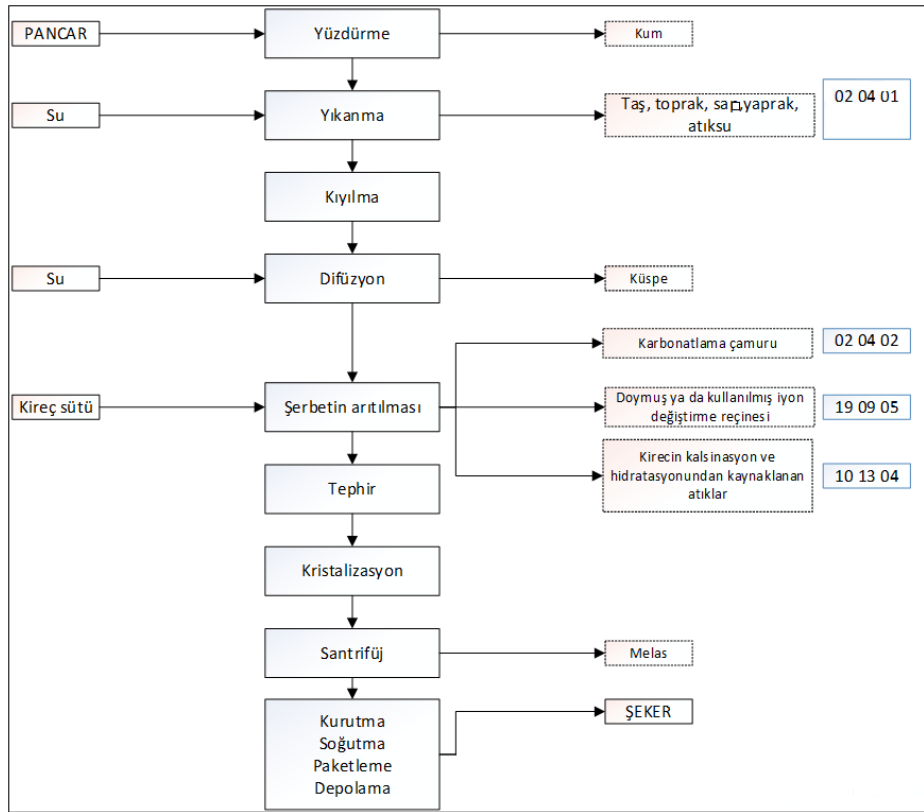 PANCAR
Yüzdürme
Kum
Su
Yıkanma
Taş, toprak, sap,yaprak,
atıksu
02 04 01
Kıyılma
Su
Difüzyon
Küspe
Karbonatlama çamuru
02 04 02
Kireç sütü
Şerbetin arıtılması
Doymuş ya da kullanılmış iyon
değiştirme reçinesi
19 09 05
Kirecin kalsinasyon ve
hidratasyonundan kaynaklanan
atıklar
10 13 04
Tephir
Kristalizasyon
Santrifüj
Melas
Kurutma
Soğutma
Paketleme
Depolama
ŞEKER